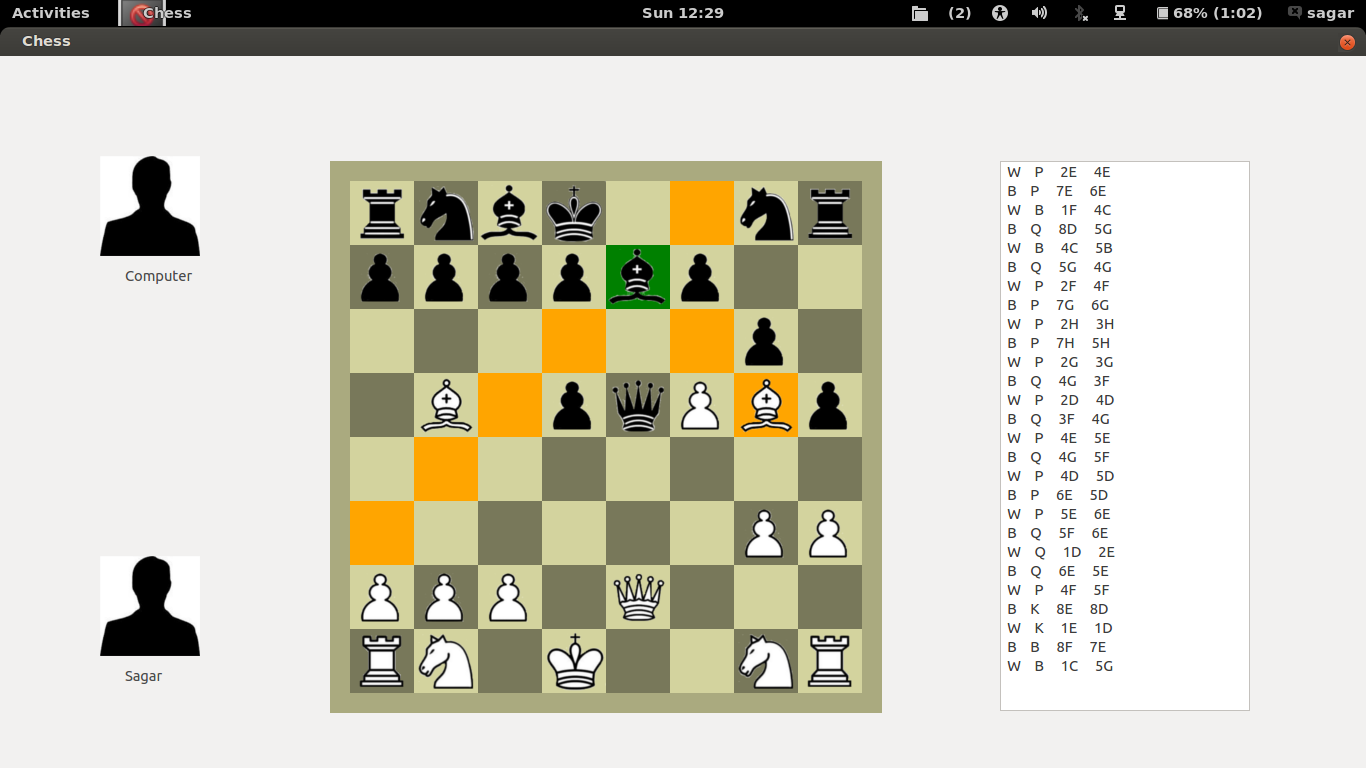 Activities Chess Sun 12:29 (2) 68% (1:02) sagar
Chess
Computer
Sagar
W P 2E 4E
B P 7E 6E
W B 1F 4C
B Q 8D 5G
W B 4C 5B
B Q 5G 4G
W P 2F 4F
B P 7G 6G
W P 2H 3H
B P 7H 5H
W P 2G 3G
B Q 4G 3F
W P 2D 4D
B Q 3F 4G
W P 4E 5E
B Q 4G 5F
W P 4D 5D
B P 6E 5D
W P 5E 6E
B Q 5F 6E
W Q 1D 2E
B Q 6E 5E
W P 4F 5F
B K 8E 8D
W K 1E 1D
B B 8F 7E
W B 1C 5G